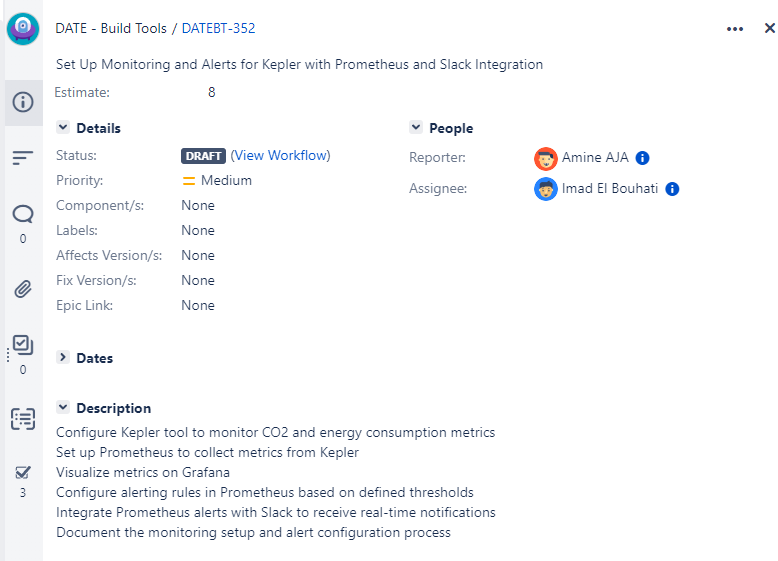 DATE - Build Tools / DATEBT-352
Set Up Monitoring and Alerts for Kepler with Prometheus and Slack Integration
Estimate: 8
Details
Status: DRAFT (View Workflow)
Priority: Medium
Component/s: None
Labels: None
Affects Version/s: None
Fix Version/s: None
Epic Link: None
People
Reporter: Amine AJA
Assignee: Imad El Bouhati
Dates
Description
Configure Kepler tool to monitor CO2 and energy consumption metrics
Set up Prometheus to collect metrics from Kepler
Visualize metrics on Grafana
Configure alerting rules in Prometheus based on defined thresholds
Integrate Prometheus alerts with Slack to receive real-time notifications
Document the monitoring setup and alert configuration process
0
0
3